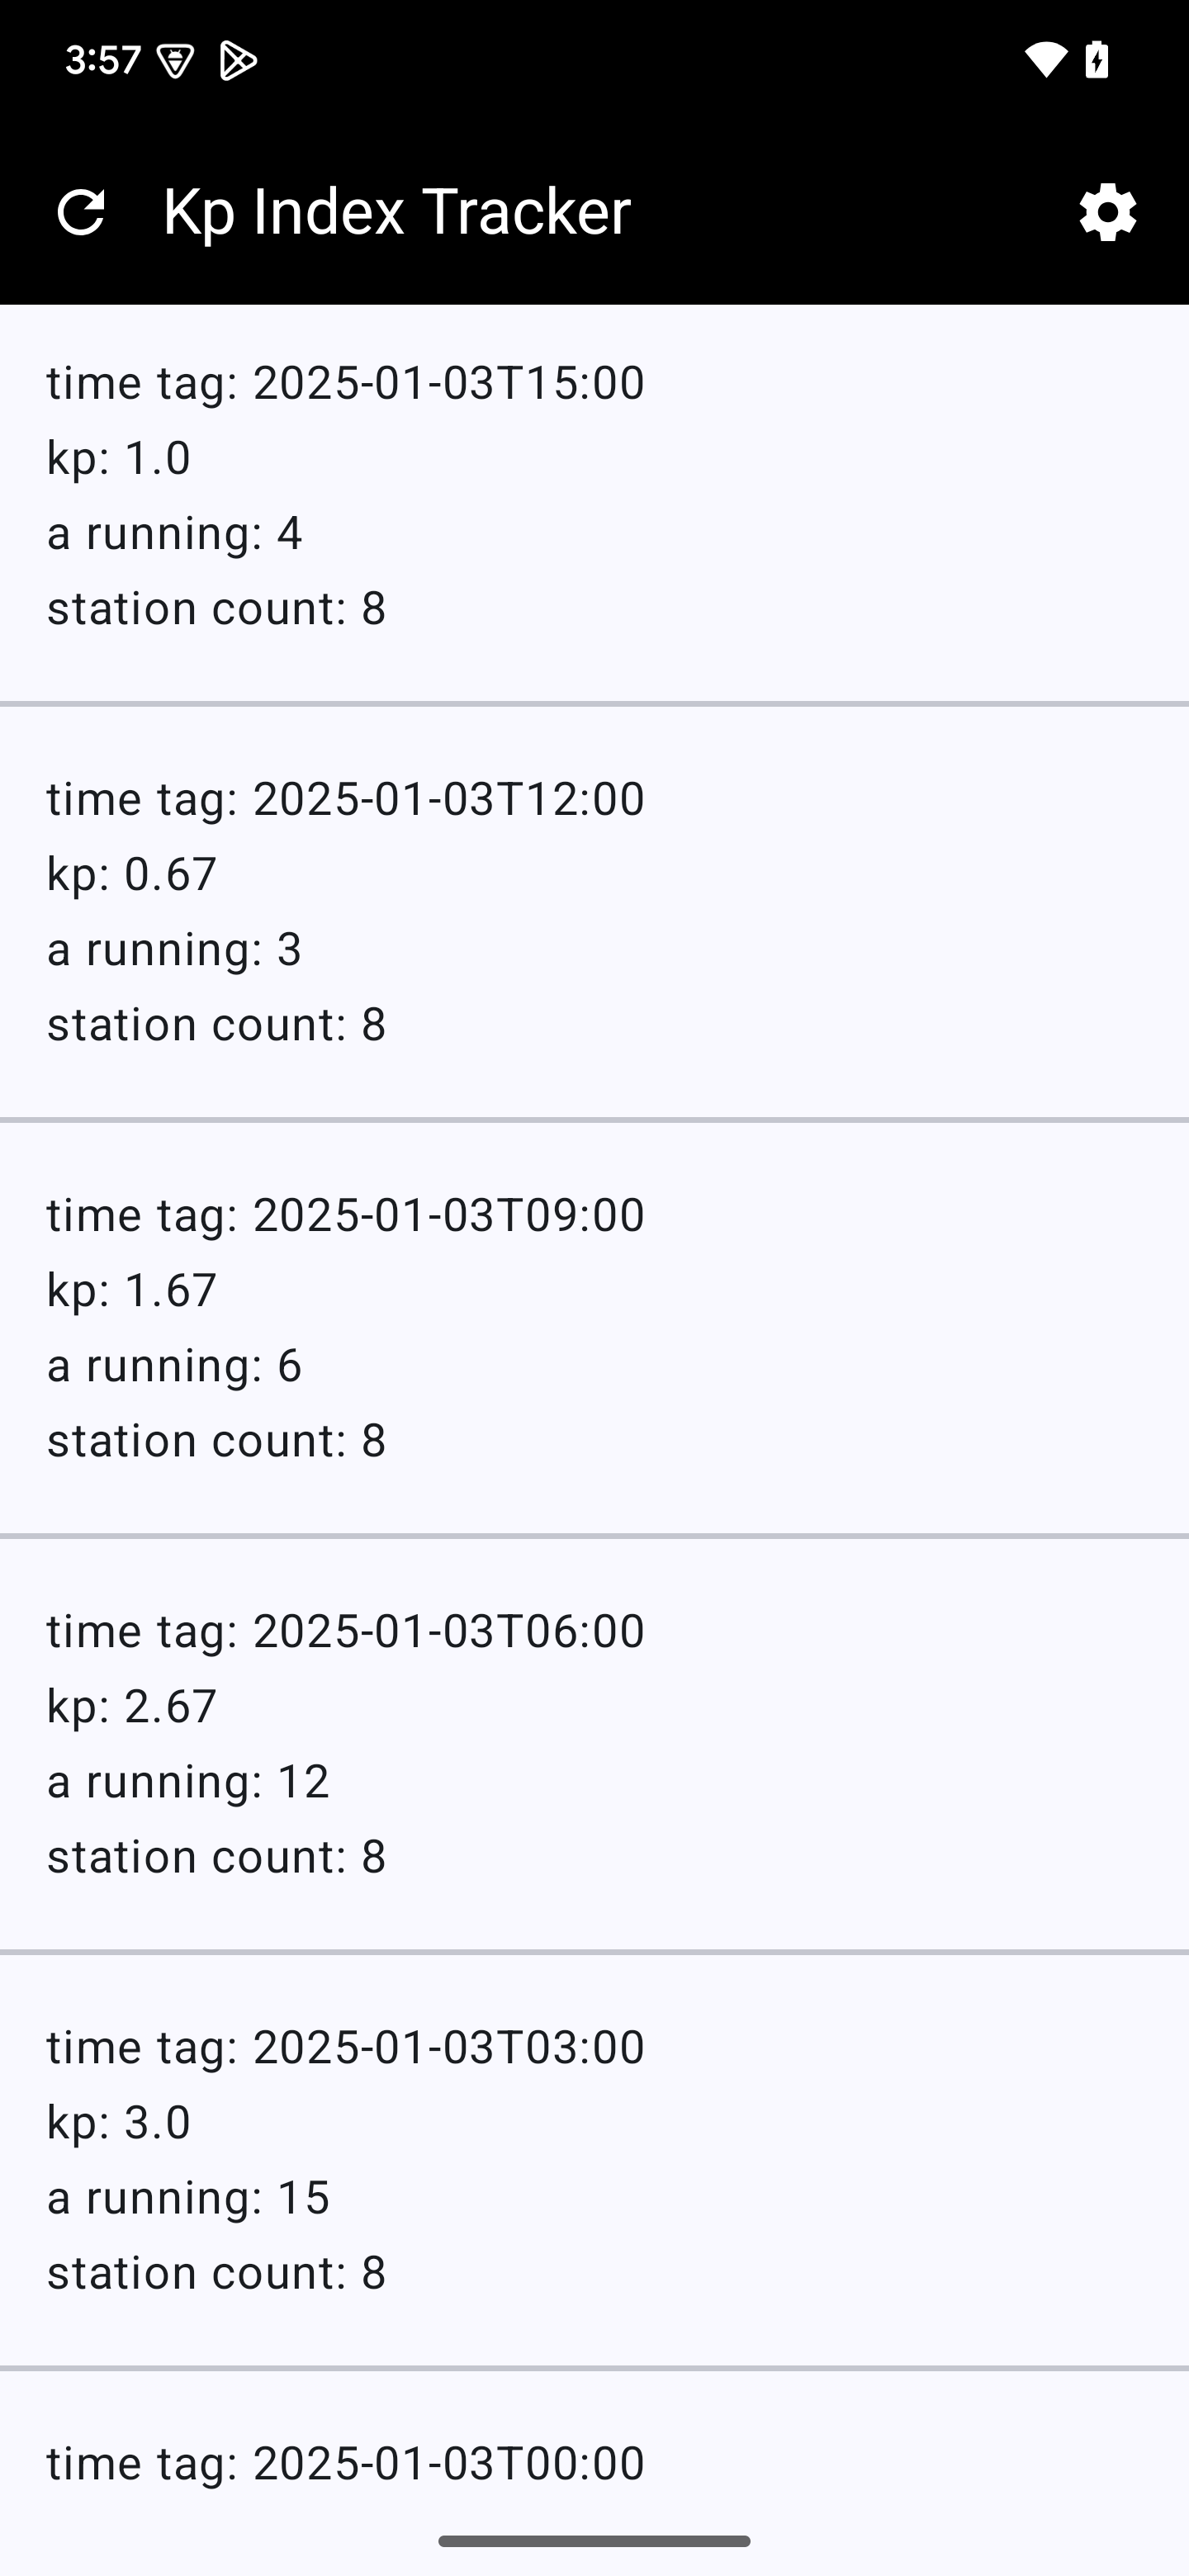 3:57
Kp Index Tracker
time tag: 2025-01-03T15:00
kp: 1.0
a running: 4
station count: 8
time tag: 2025-01-03T12:00
kp: 0.67
a running: 3
station count: 8
time tag: 2025-01-03T09:00
kp: 1.67
a running: 6
station count: 8
time tag: 2025-01-03T06:00
kp: 2.67
a running: 12
station count: 8
time tag: 2025-01-03T03:00
kp: 3.0
a running: 15
station count: 8
time tag: 2025-01-03T00:00